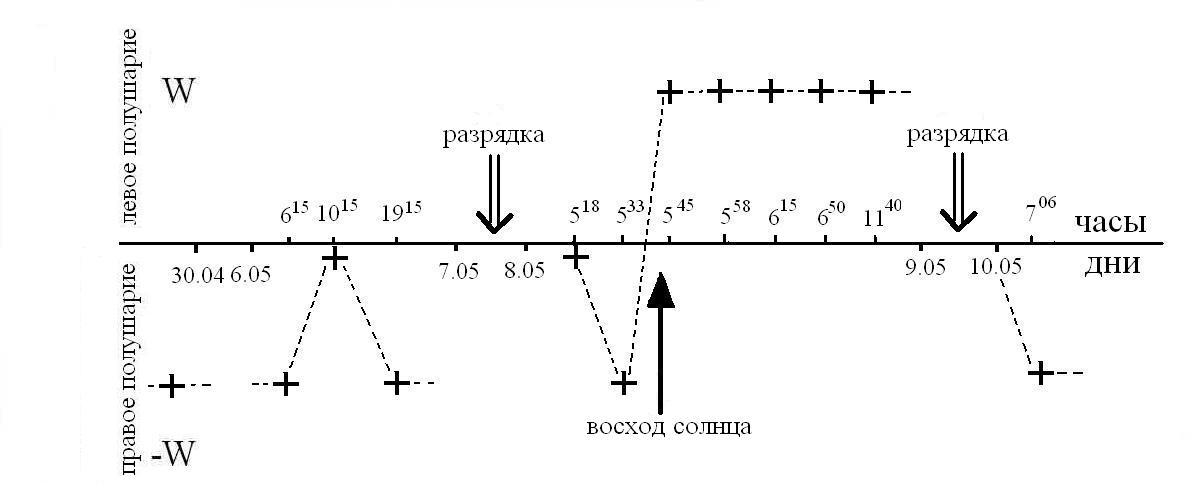 левое полушарие
W
разрядка
разрядка
6¹⁵ 10¹⁵ 19¹⁵ 5¹⁸ 5³³ 5⁴⁵ 5⁵⁸ 6¹⁵ 6⁵⁰ 11⁴⁰ 7⁰⁶ часы
30.04 6.05 7.05 8.05 9.05 10.05 дни
правое полушарие
восход солнца
-W